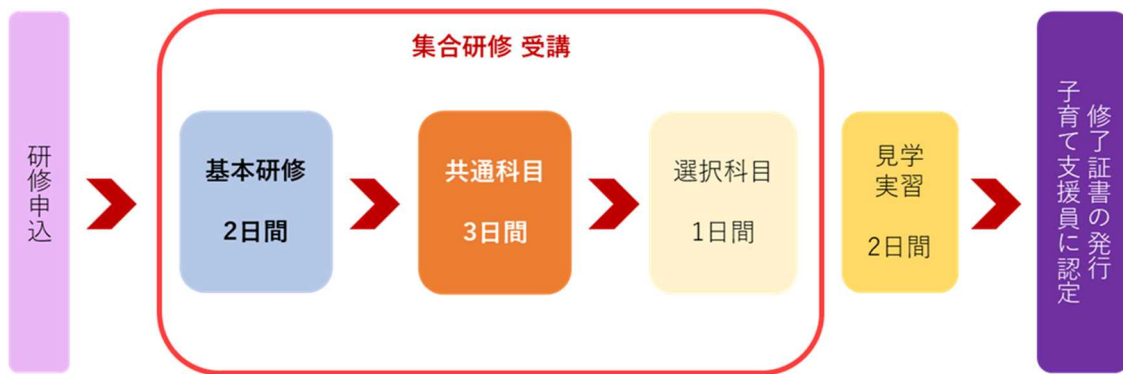 研修申込
集合研修 受講
基本研修
2日間
共通科目
3日間
選択科目
1日間
見学
実習
2日間
修了証書の発行
子育て支援員に認定